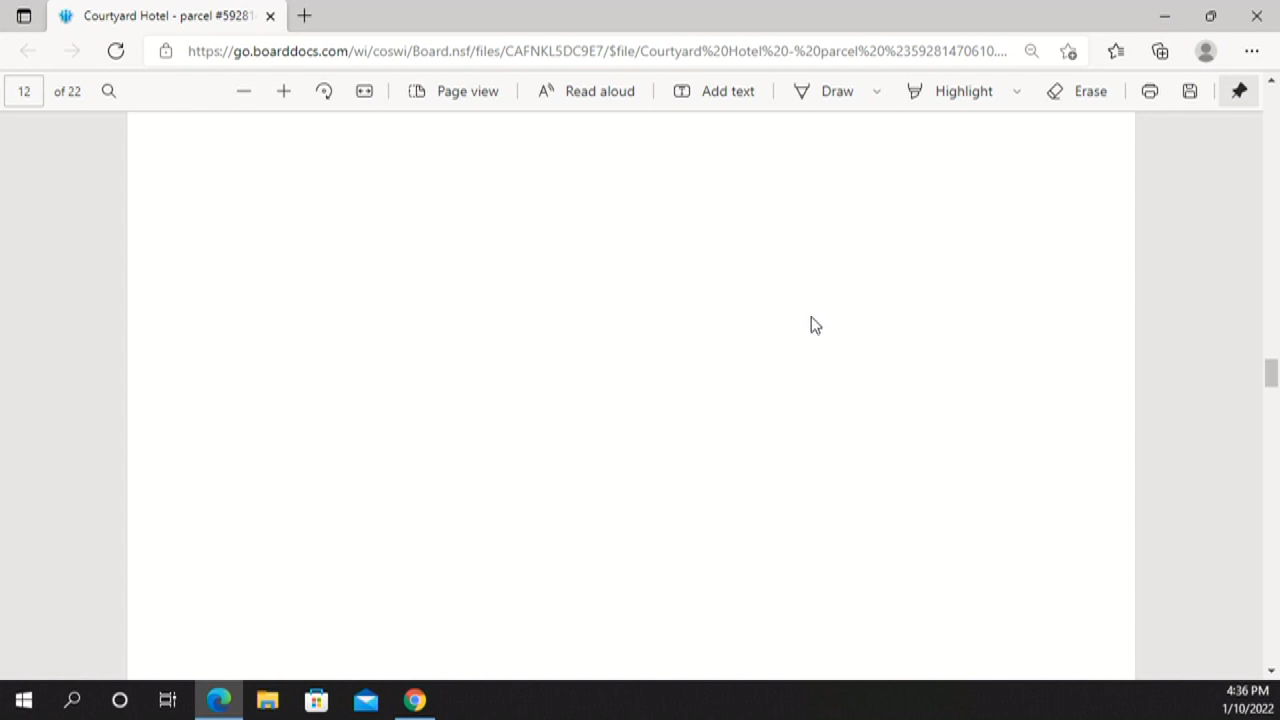 Courtyard Hotel - parcel #59281
https://go.boarddocs.com/wi/coswi/Board.nsf/files/CAFNKL5DC9E7/$file/Courtyard%20Hotel%20-%20parcel%20%2359281470610....
12 of 22 Page view Read aloud Add text Draw Highlight Erase
4:36 PM
1/10/2022